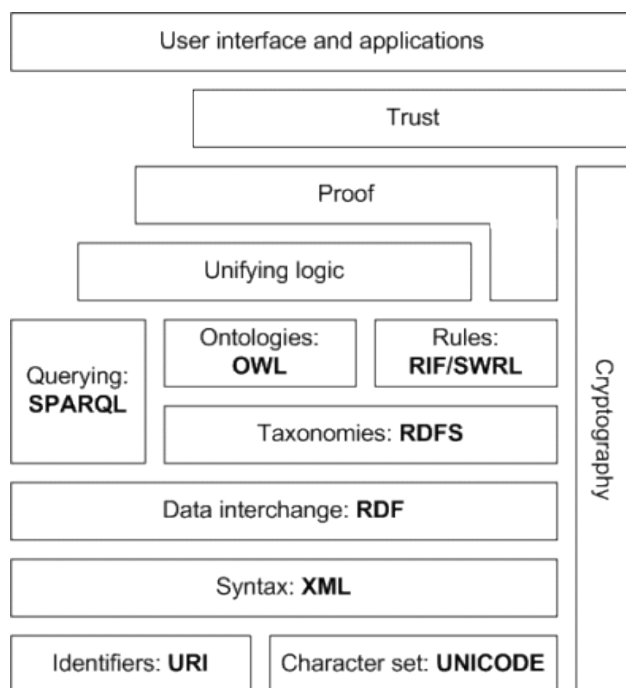 User interface and applications
Trust
Proof
Unifying logic
Querying:
SPARQL
Ontologies:
OWL
Rules:
RIF/SWRL
Taxonomies: RDFS
Cryptography
Data interchange: RDF
Syntax: XML
Identifiers: URI
Character set: UNICODE